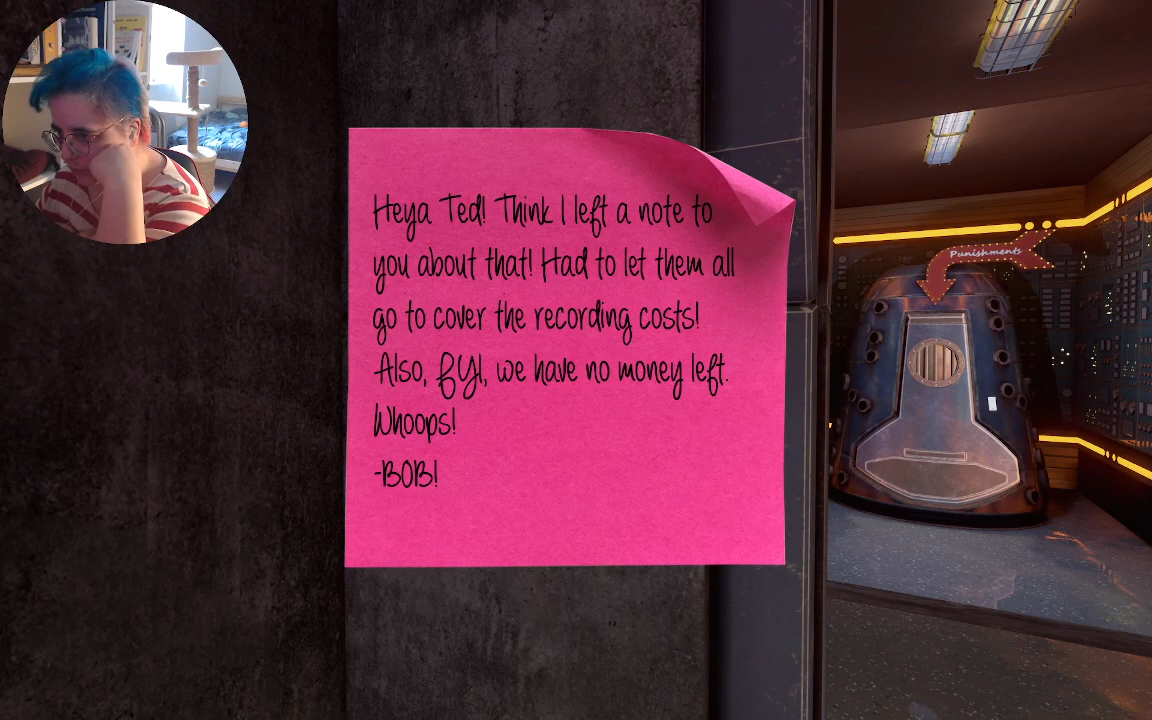 Heya Ted! Think I left a note to
you about that! Had to let them all
go to cover the recording costs!
Also, FYI, we have no money left.
Whoops!
-BOB!
Punishments